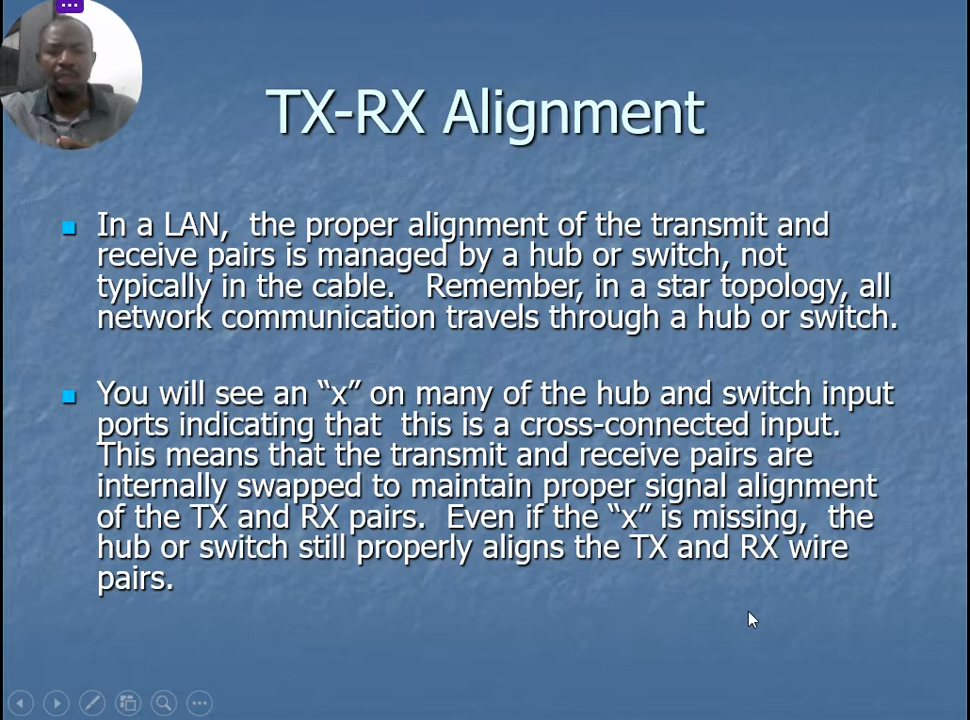 TX-RX Alignment
In a LAN, the proper alignment of the transmit and
receive pairs is managed by a hub or switch, not
typically in the cable. Remember, in a star topology, all
network communication travels through a hub or switch.
You will see an “x” on many of the hub and switch input
ports indicating that this is a cross-connected input.
This means that the transmit and receive pairs are
internally swapped to maintain proper signal alignment
of the TX and RX pairs. Even if the “x” is missing, the
hub or switch still properly aligns the TX and RX wire
pairs.